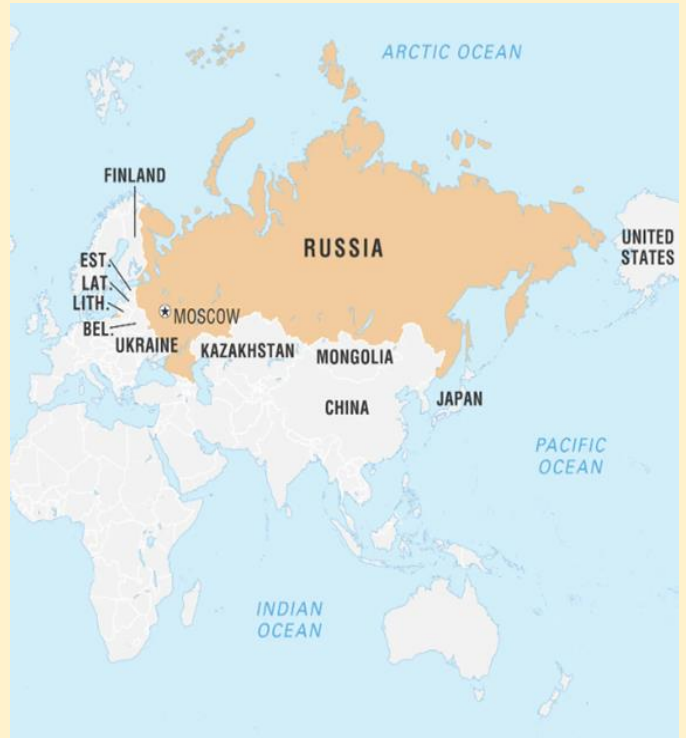 ARCTIC OCEAN
FINLAND
RUSSIA
UNITED
STATES
EST.
LAT.
LITH.
BEL.
MOSCOW
UKRAINE
KAZAKHSTAN
MONGOLIA
CHINA
JAPAN
PACIFIC
OCEAN
INDIAN
OCEAN